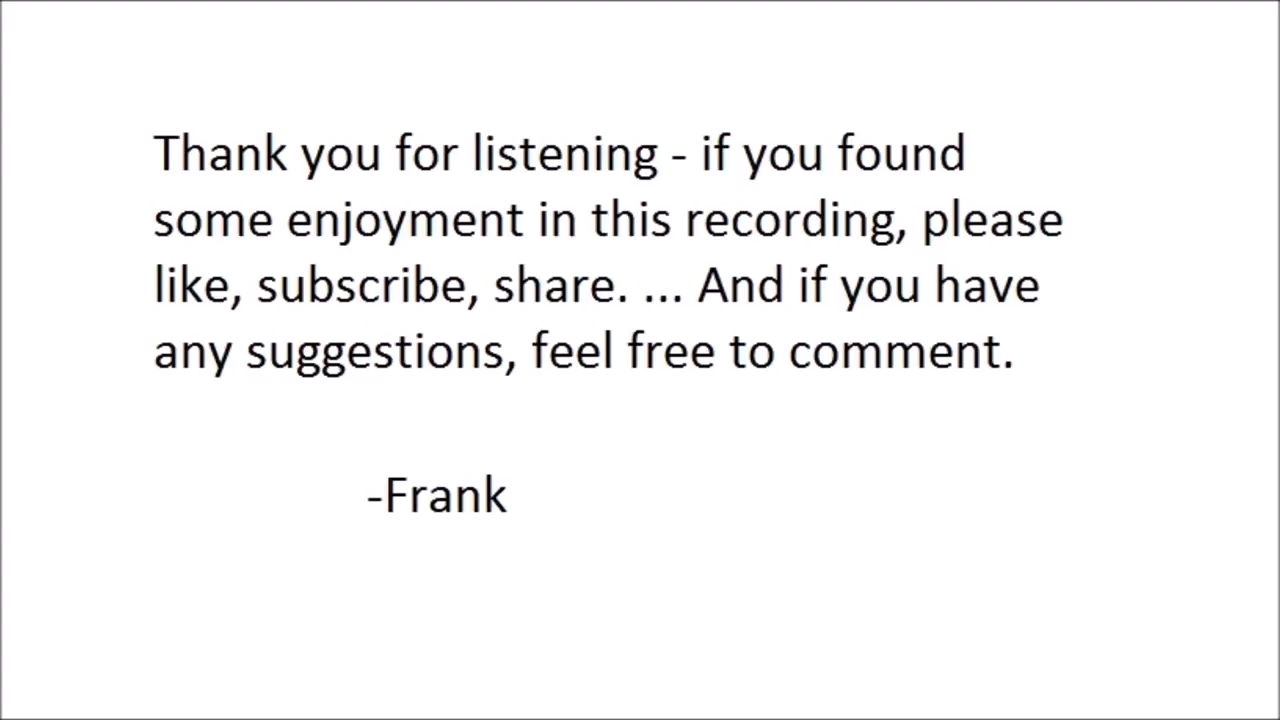 Thank you for listening - if you found
some enjoyment in this recording, please
like, subscribe, share. ... And if you have
any suggestions, feel free to comment.
-Frank